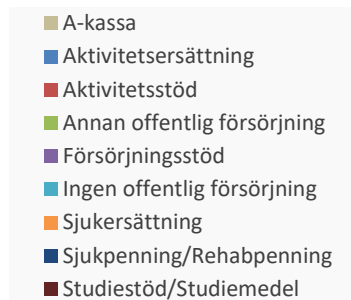 A-kassa
Aktivitetsersättning
Aktivitetsstöd
Annan offentlig försörjning
Försörjningsstöd
Ingen offentlig försörjning
Sjukersättning
Sjukpenning/Rehabpenning
Studiestöd/Studiemedel